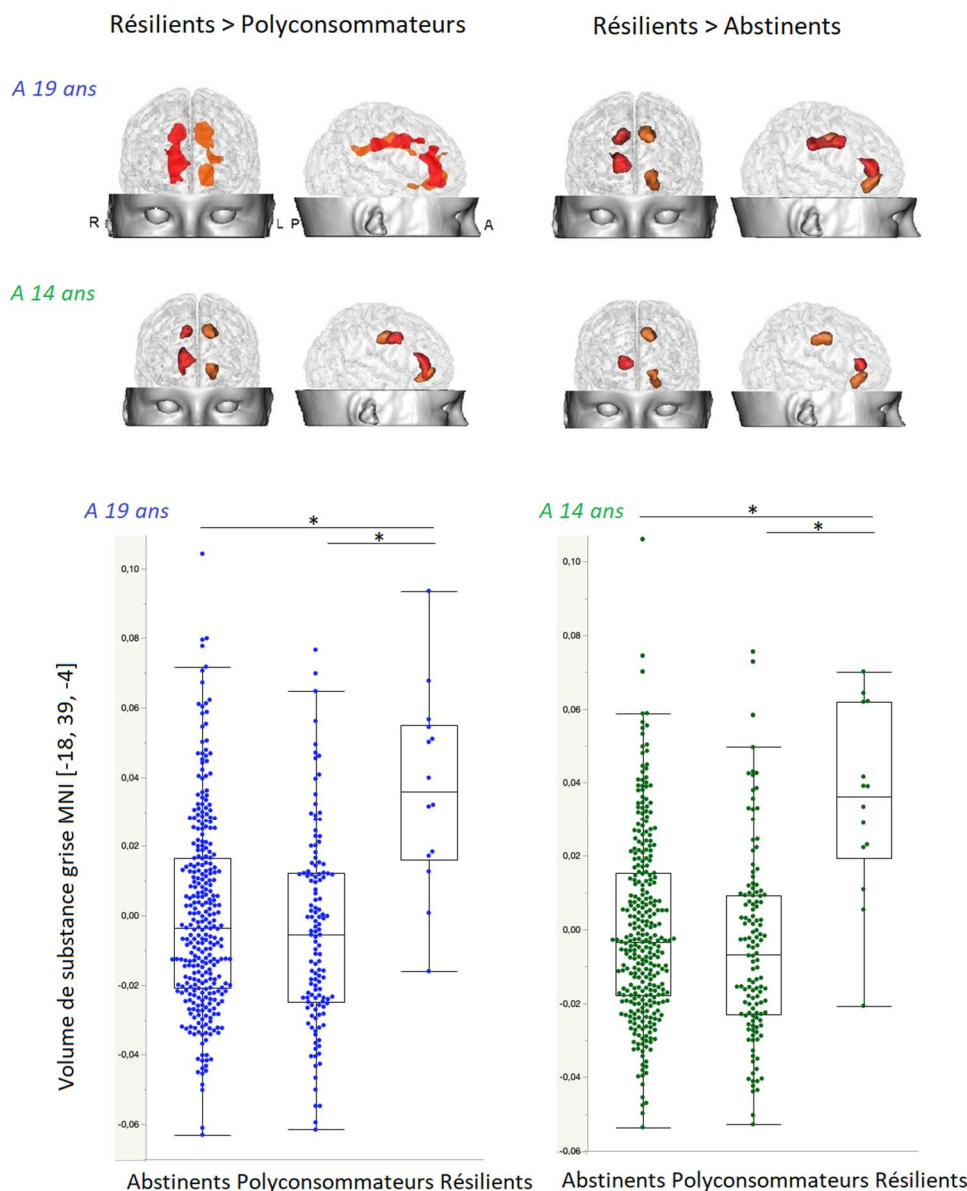 Résilients > Polyconsommateurs
Résilients > Abstinents
A 19 ans
R
L
P
A
A 14 ans
A 19 ans
*
*
A 14 ans
*
*
Volume de substance grise MNI [-18, 39, -4]
0,10
0,08
0,06
0,04
0,02
0,00
-0,02
-0,04
-0,06
0,10
0,08
0,06
0,04
0,02
0,00
-0,02
-0,04
-0,06
Abstinents Polyconsommateurs Résilients
Abstinents Polyconsommateurs Résilients